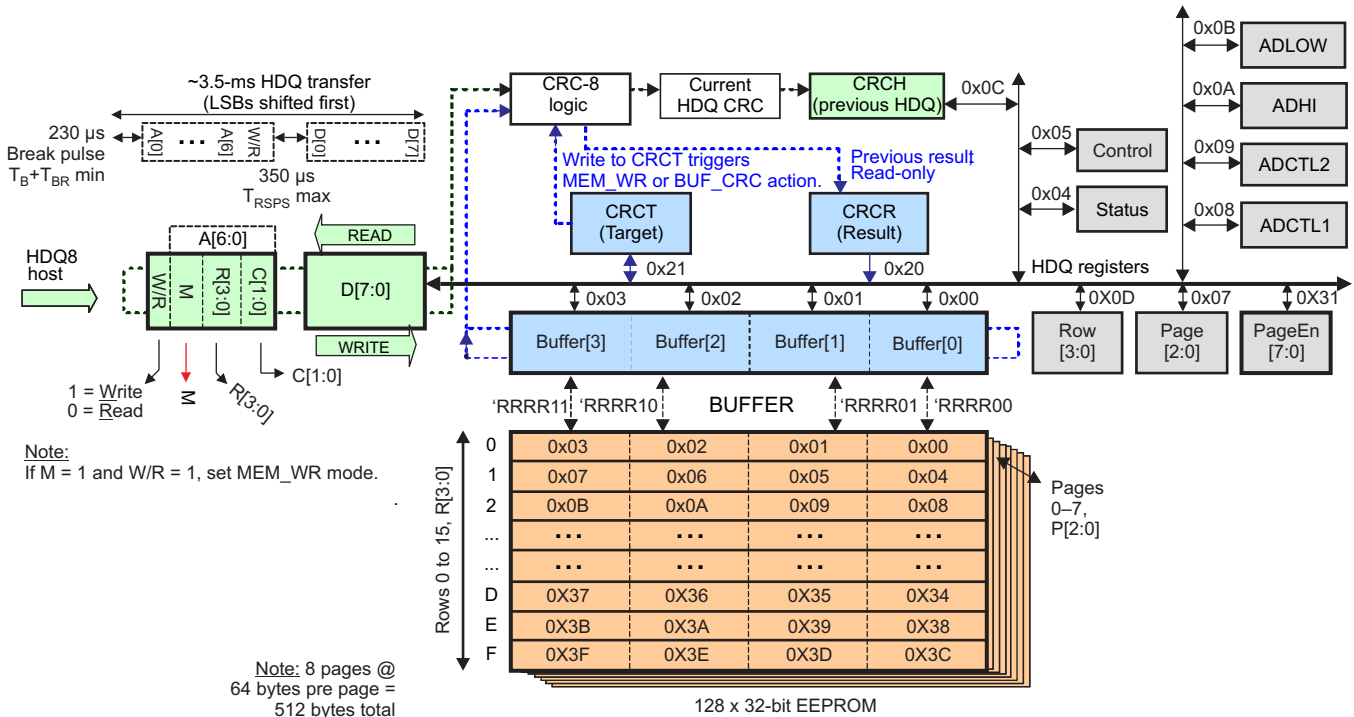 ~3.5-ms HDQ transfer
(LSBs shifted first)
230 µs
Break pulse
TB+TBR min
A[0]
•••
A[6]
W/R
D[0]
•••
D[7]
350 µs
TRSPS max
CRC-8
logic
Current
HDQ CRC
CRCH
(previous HDQ)
0x0C
Write to CRCT triggers
MEM_WR or BUF_CRC action.
Previous result,
Read-only
CRCT
(Target)
CRCR
(Result)
0x21
0x20
0x05
Control
0x04
Status
0x0B
ADLOW
0x0A
ADHI
0x09
ADCTL2
0x08
ADCTL1
HDQ registers
HDQ8
host
A[6:0]
W/R
M
R[3:0]
C[1:0]
READ
D[7:0]
WRITE
1 = Write
0 = Read
M
R[3:0]
C[1:0]
Note:
If M = 1 and W/R = 1, set MEM_WR mode.
.
0x03
0x02
0x01
0x00
0X0D
0x07
0X31
Buffer[3]
Buffer[2]
Buffer[1]
Buffer[0]
Row
[3:0]
Page
[2:0]
PageEn
[7:0]
‘RRRR11
‘RRRR10
BUFFER
‘RRRR01
‘RRRR00
Rows 0 to 15, R[3:0]
0 0x03 0x02 0x01 0x00
1 0x07 0x06 0x05 0x04
2 0x0B 0x0A 0x09 0x08
... ••• ••• ••• •••
... ••• ••• ••• •••
D 0X37 0X36 0X35 0X34
E 0X3B 0X3A 0X39 0X38
F 0X3F 0X3E 0X3D 0X3C
Pages
0–7,
P[2:0]
Note: 8 pages @
64 bytes pre page =
512 bytes total
128 x 32-bit EEPROM